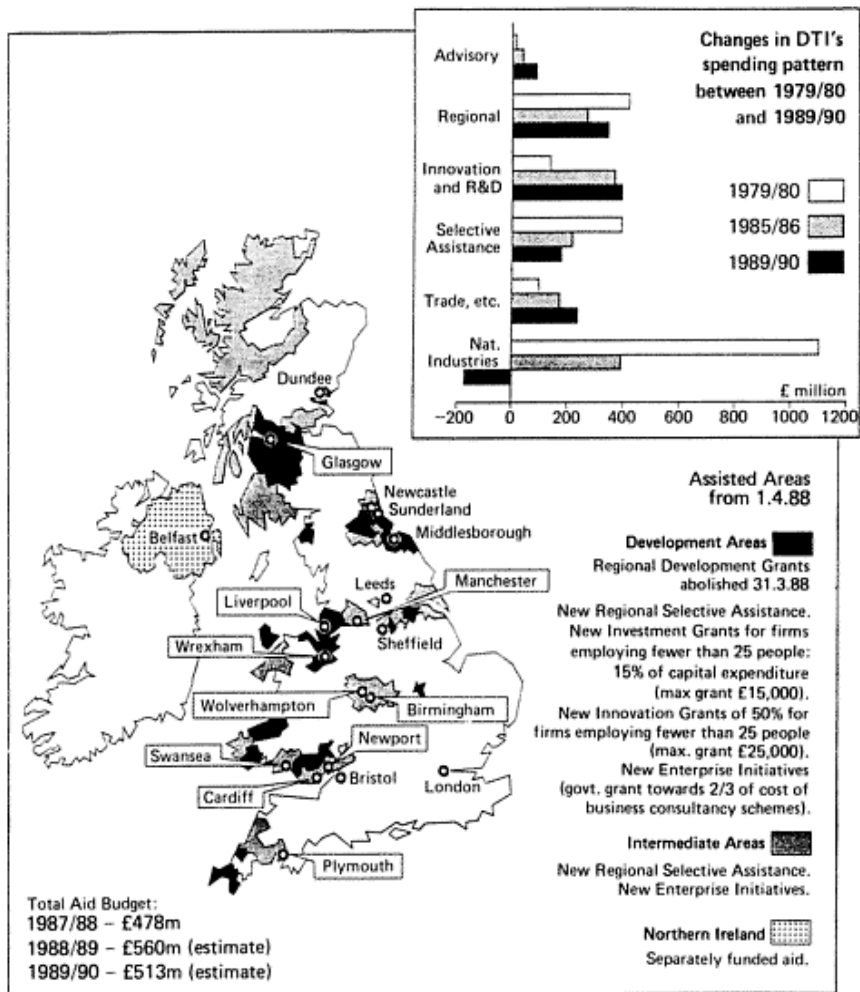 Changes in DTI's
spending pattern
between 1979/80
and 1989/90
Advisory
Regional
Innovation
and R&D
Selective
Assistance
Trade, etc.
Nat.
Industries
1979/80
1985/86
1989/90
£ million
−200 0 200 400 600 800 1000 1200
Dundee
Glasgow
Newcastle
Sunderland
Middlesborough
Belfast
Leeds
Manchester
Liverpool
Sheffield
Wrexham
Wolverhampton
Birmingham
Newport
Swansea
Bristol
London
Cardiff
Plymouth
Assisted Areas
from 1.4.88
Development Areas
Regional Development Grants
abolished 31.3.88
New Regional Selective Assistance.
New Investment Grants for firms
employing fewer than 25 people:
15% of capital expenditure
(max grant £15,000).
New Innovation Grants of 50% for
firms employing fewer than 25 people
(max. grant £25,000).
New Enterprise Initiatives
(govt. grant towards 2/3 of cost of
business consultancy schemes).
Intermediate Areas
New Regional Selective Assistance.
New Enterprise Initiatives.
Northern Ireland
Separately funded aid.
Total Aid Budget:
1987/88 – £478m
1988/89 – £560m (estimate)
1989/90 – £513m (estimate)